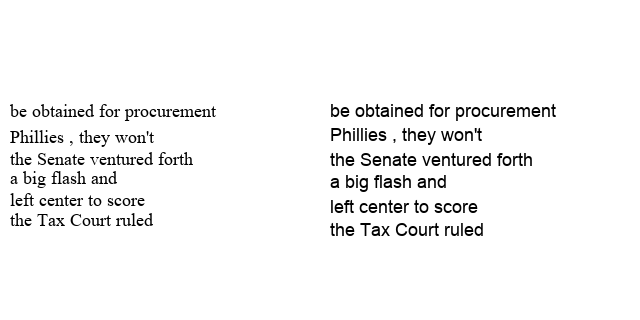 be obtained for procurement
Phillies , they won't
the Senate ventured forth
a big flash and
left center to score
the Tax Court ruled
be obtained for procurement
Phillies , they won't
the Senate ventured forth
a big flash and
left center to score
the Tax Court ruled